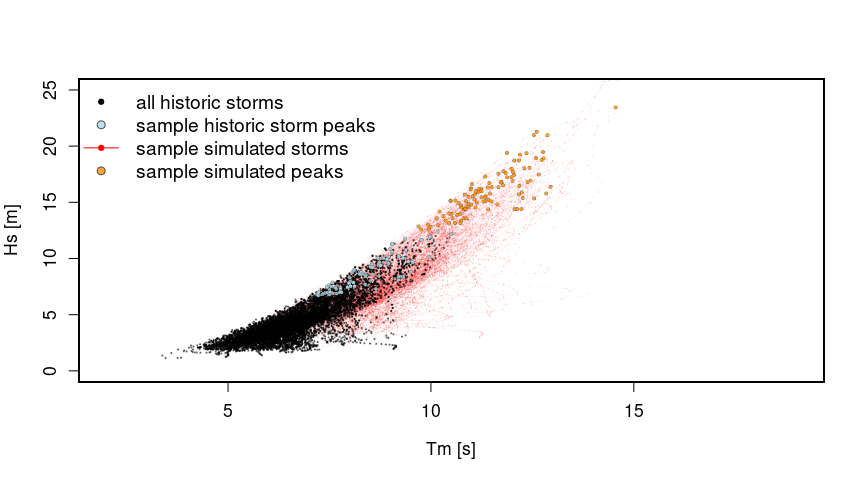 all historic storms
sample historic storm peaks
sample simulated storms
sample simulated peaks
Hs [m]
25
20
15
10
5
0
5
10
15
Tm [s]